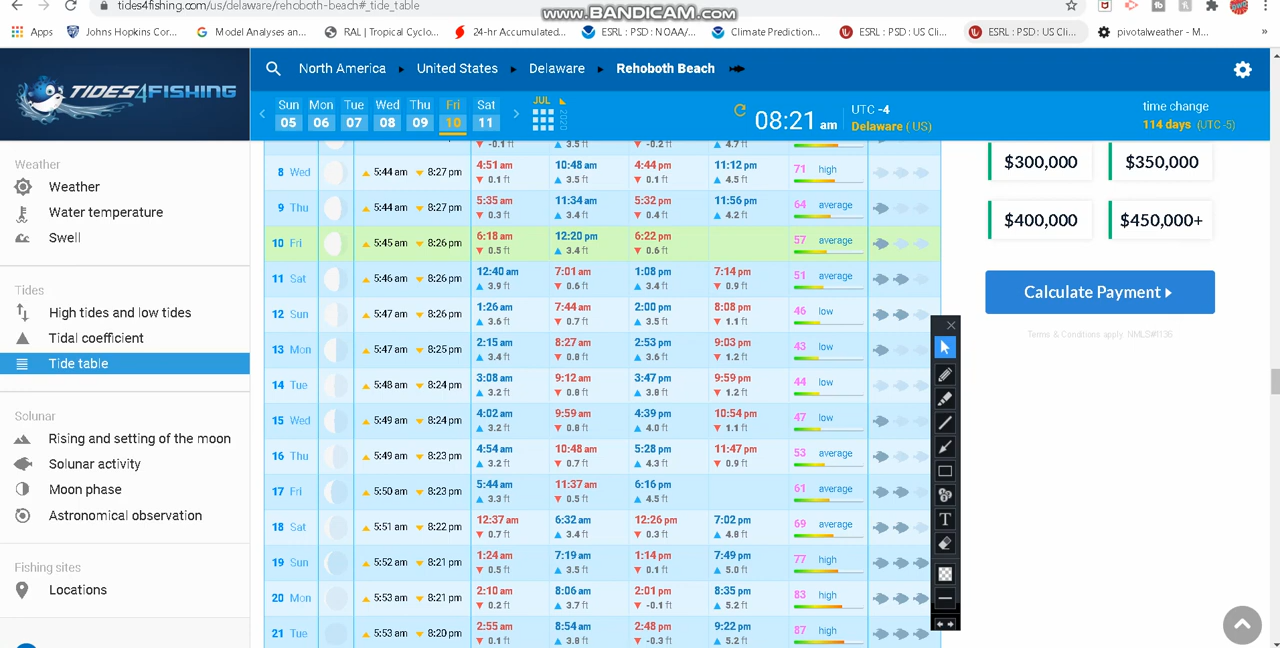 tides4fishing.com/us/delaware/rehoboth-beach#_tide_table
www.BANDICAM.com
Apps Johns Hopkins Cor... Model Analyses an... RAL | Tropical Cyclo... 24-hr Accumulated... ESRL : PSD : NOAA/... Climate Prediction... ESRL : PSD : US Cli... ESRL : PSD : US Cli... pivotalweather - M... »
TIDES4FISHING
North America United States Delaware Rehoboth Beach
Sun Mon Tue Wed Thu Fri Sat
05 06 07 08 09 10 11
JUL
2020
08:21 am
UTC -4
Delaware ( US)
time change
114 days (UTC -5)
Weather
Weather
Water temperature
Swell
Tides
High tides and low tides
Tidal coefficient
Tide table
Solunar
Rising and setting of the moon
Solunar activity
Moon phase
Astronomical observation
Fishing sites
Locations
▼ -0.1 ft ▲ 3.5 ft ▼ -0.2 ft ▲ 4.7 ft
8 Wed ▲ 5:44 am ▼ 8:27 pm 4:51 am 10:48 am 4:44 pm 11:12 pm 71 high
▼ 0.1 ft ▲ 3.5 ft ▼ 0.1 ft ▲ 4.5 ft
9 Thu ▲ 5:44 am ▼ 8:27 pm 5:35 am 11:34 am 5:32 pm 11:56 pm 64 average
▼ 0.3 ft ▲ 3.4 ft ▼ 0.4 ft ▲ 4.2 ft
10 Fri ▲ 5:45 am ▼ 8:26 pm 6:18 am 12:20 pm 6:22 pm 57 average
▼ 0.5 ft ▲ 3.4 ft ▼ 0.6 ft
11 Sat ▲ 5:46 am ▼ 8:26 pm 12:40 am 7:01 am 1:08 pm 7:14 pm 51 average
▲ 3.9 ft ▼ 0.6 ft ▲ 3.4 ft ▼ 0.9 ft
12 Sun ▲ 5:47 am ▼ 8:26 pm 1:26 am 7:44 am 2:00 pm 8:08 pm 46 low
▲ 3.6 ft ▼ 0.7 ft ▲ 3.5 ft ▼ 1.1 ft
13 Mon ▲ 5:47 am ▼ 8:25 pm 2:15 am 8:27 am 2:53 pm 9:03 pm 43 low
▲ 3.4 ft ▼ 0.8 ft ▲ 3.6 ft ▼ 1.2 ft
14 Tue ▲ 5:48 am ▼ 8:24 pm 3:08 am 9:12 am 3:47 pm 9:59 pm 44 low
▲ 3.2 ft ▼ 0.8 ft ▲ 3.8 ft ▼ 1.2 ft
15 Wed ▲ 5:49 am ▼ 8:24 pm 4:02 am 9:59 am 4:39 pm 10:54 pm 47 low
▲ 3.2 ft ▼ 0.8 ft ▲ 4.0 ft ▼ 1.1 ft
16 Thu ▲ 5:49 am ▼ 8:23 pm 4:54 am 10:48 am 5:28 pm 11:47 pm 53 average
▲ 3.2 ft ▼ 0.7 ft ▲ 4.3 ft ▼ 0.9 ft
17 Fri ▲ 5:50 am ▼ 8:23 pm 5:44 am 11:37 am 6:16 pm 61 average
▲ 3.3 ft ▼ 0.5 ft ▲ 4.5 ft
18 Sat ▲ 5:51 am ▼ 8:22 pm 12:37 am 6:32 am 12:26 pm 7:02 pm 69 average
▼ 0.7 ft ▲ 3.4 ft ▼ 0.3 ft ▲ 4.8 ft
19 Sun ▲ 5:52 am ▼ 8:21 pm 1:24 am 7:19 am 1:14 pm 7:49 pm 77 high
▼ 0.5 ft ▲ 3.5 ft ▼ 0.1 ft ▲ 5.0 ft
20 Mon ▲ 5:53 am ▼ 8:21 pm 2:10 am 8:06 am 2:01 pm 8:35 pm 83 high
▼ 0.2 ft ▲ 3.7 ft ▼ -0.1 ft ▲ 5.2 ft
21 Tue ▲ 5:53 am ▼ 8:20 pm 2:55 am 8:54 am 2:48 pm 9:22 pm 87 high
▼ 0.1 ft ▲ 3.8 ft ▼ -0.3 ft ▲ 5.2 ft
$300,000 $350,000
$400,000 $450,000+
Calculate Payment
Terms & Conditions apply. NMLS#1136
T